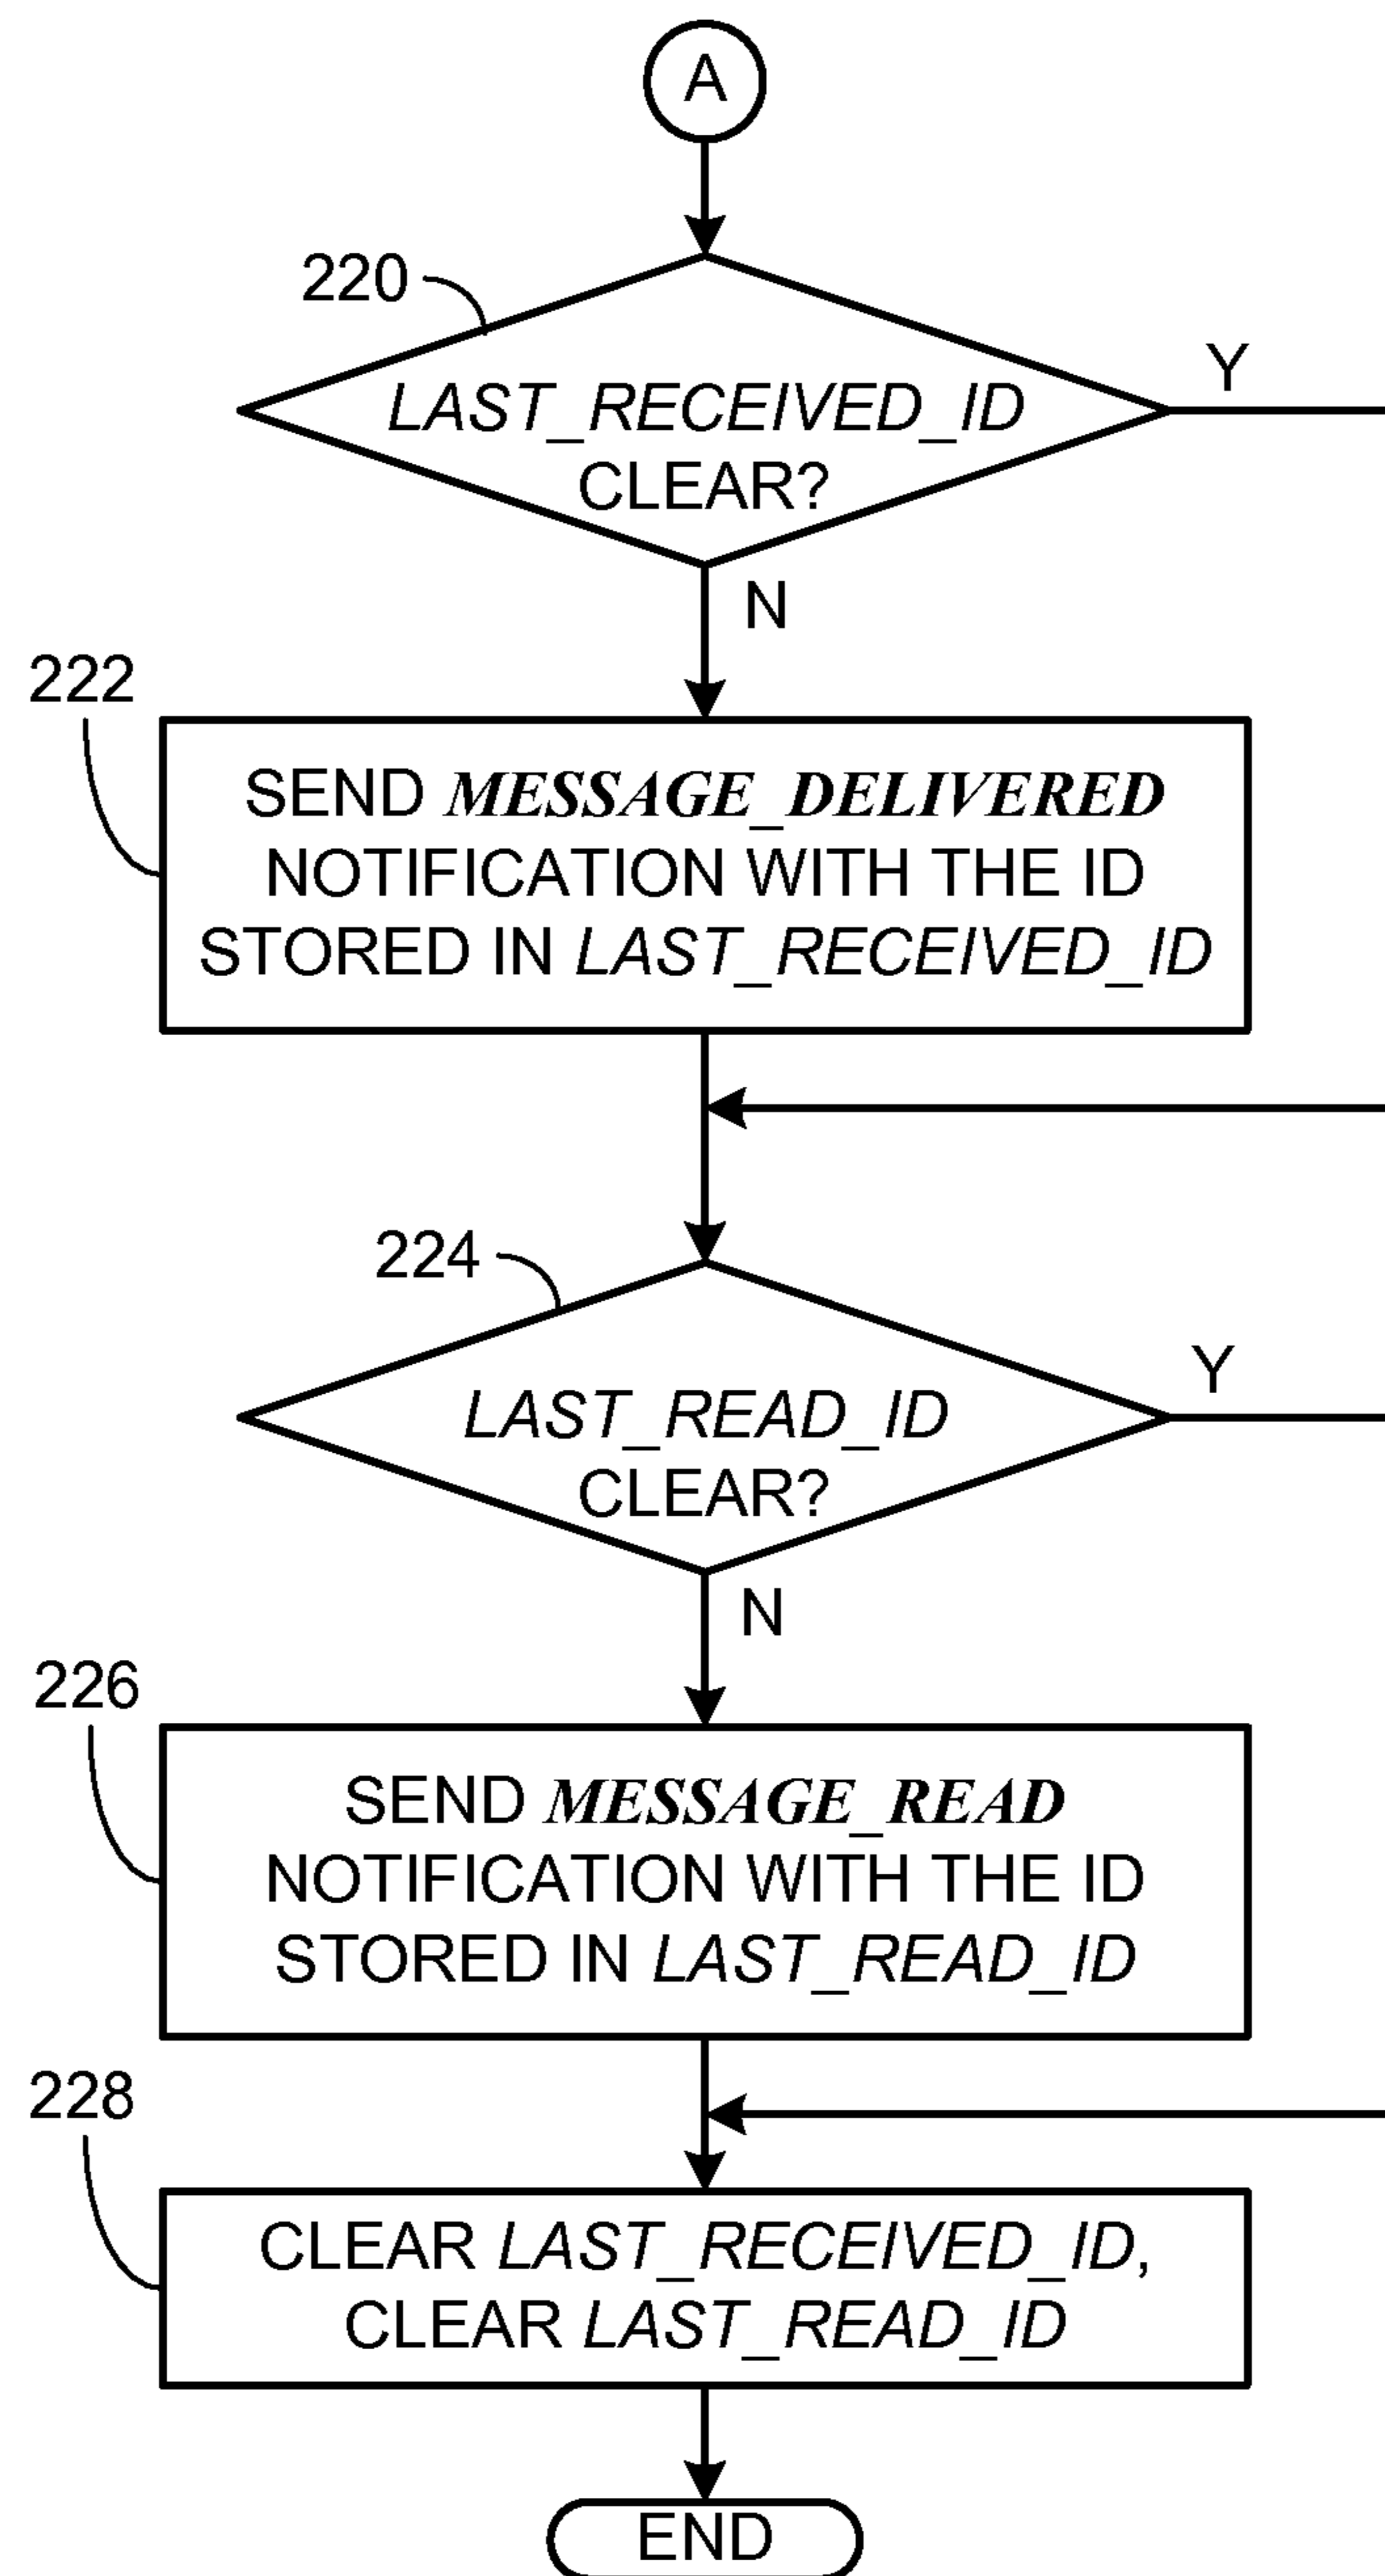 A
220
LAST_RECEIVED_ID
CLEAR?
Y
N
222
SEND MESSAGE_DELIVERED
NOTIFICATION WITH THE ID
STORED IN LAST_RECEIVED_ID
224
LAST_READ_ID
CLEAR?
Y
N
226
SEND MESSAGE_READ
NOTIFICATION WITH THE ID
STORED IN LAST_READ_ID
228
CLEAR LAST_RECEIVED_ID,
CLEAR LAST_READ_ID
END